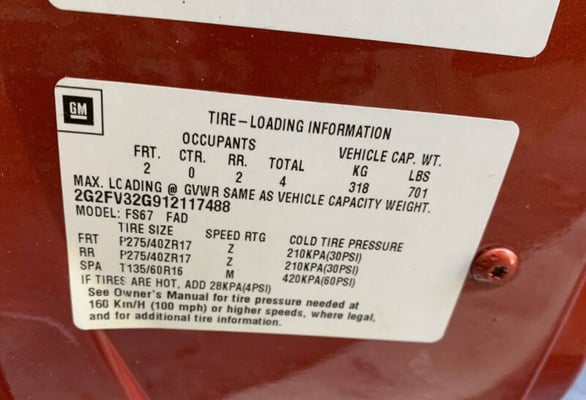 GM
TIRE-LOADING INFORMATION
OCCUPANTS VEHICLE CAP. WT.
FRT. CTR. RR. TOTAL KG LBS
2 0 2 4 318 701
MAX. LOADING @ GVWR SAME AS VEHICLE CAPACITY WEIGHT.
2G2FV32G912117488
MODEL: FS67 FAD
TIRE SIZE SPEED RTG COLD TIRE PRESSURE
FRT P275/40ZR17 Z 210KPA(30PSI)
RR P275/40ZR17 Z 210KPA(30PSI)
SPA T135/60R16 M 420KPA(60PSI)
IF TIRES ARE HOT, ADD 28KPA(4PSI)
See Owner's Manual for tire pressure needed at
160 Km/H (100 mph) or higher speeds, where legal,
and for additional tire information.